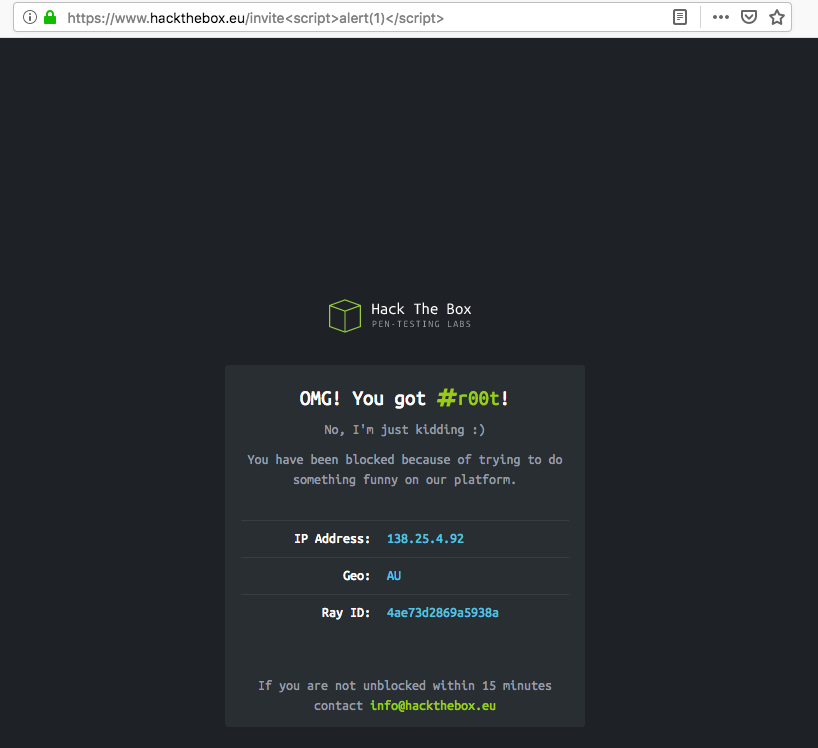 https://www.hackthebox.eu/invite<script>alert(1)</script>
Hack The Box
PEN-TESTING LABS
OMG! You got #r00t!
No, I'm just kidding :)
You have been blocked because of trying to do
something funny on our platform.
IP Address: 138.25.4.92
Geo: AU
Ray ID: 4ae73d2869a5938a
If you are not unblocked within 15 minutes
contact info@hackthebox.eu